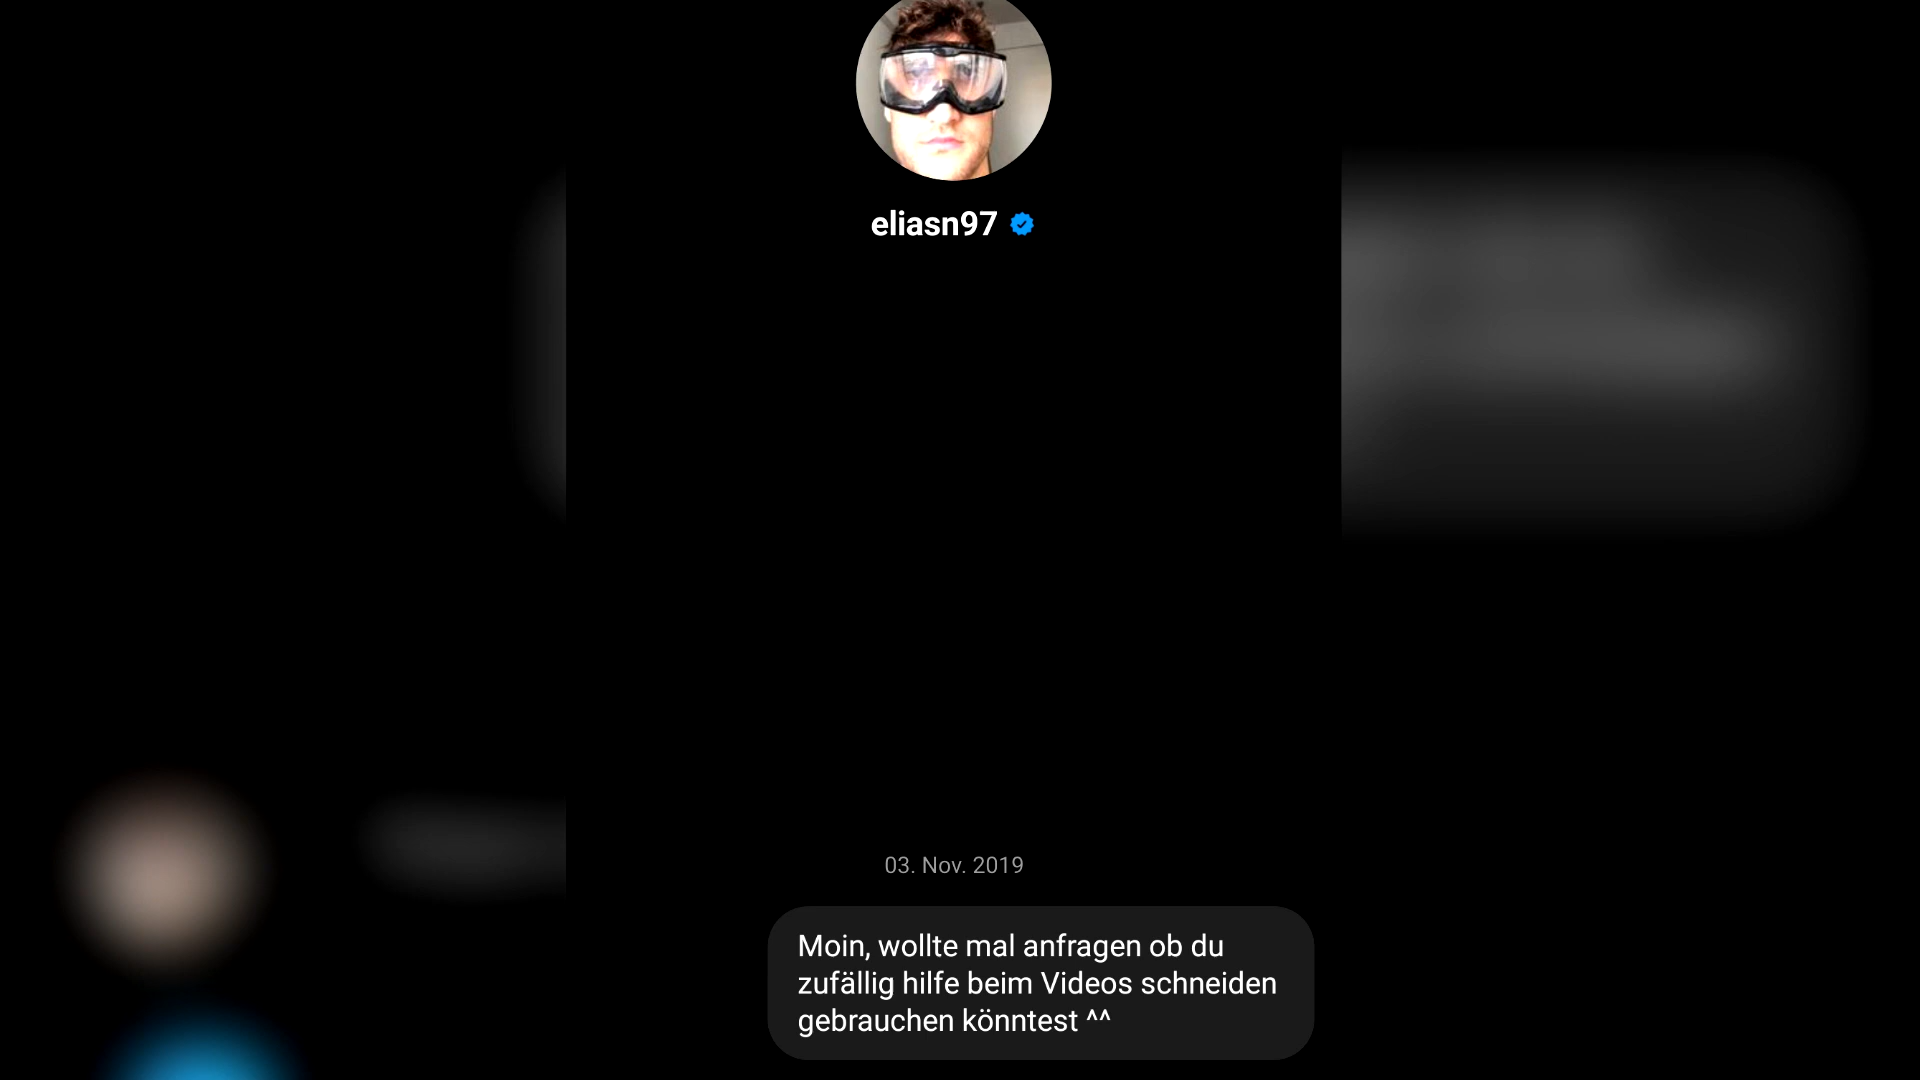 eliasn97
03. Nov. 2019
Moin, wollte mal anfragen ob du
zufällig hilfe beim Videos schneiden
gebrauchen könntest ^^